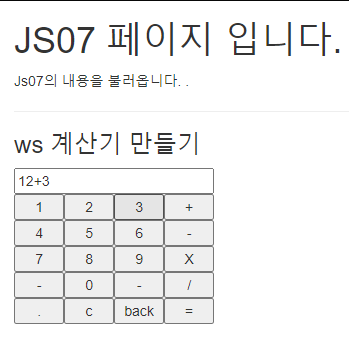 JS07 페이지 입니다.
Js07의 내용을 불러옵니다. .
ws 계산기 만들기
12+3
1 2 3 +
4 5 6 -
7 8 9 X
- 0 - /
. c back =